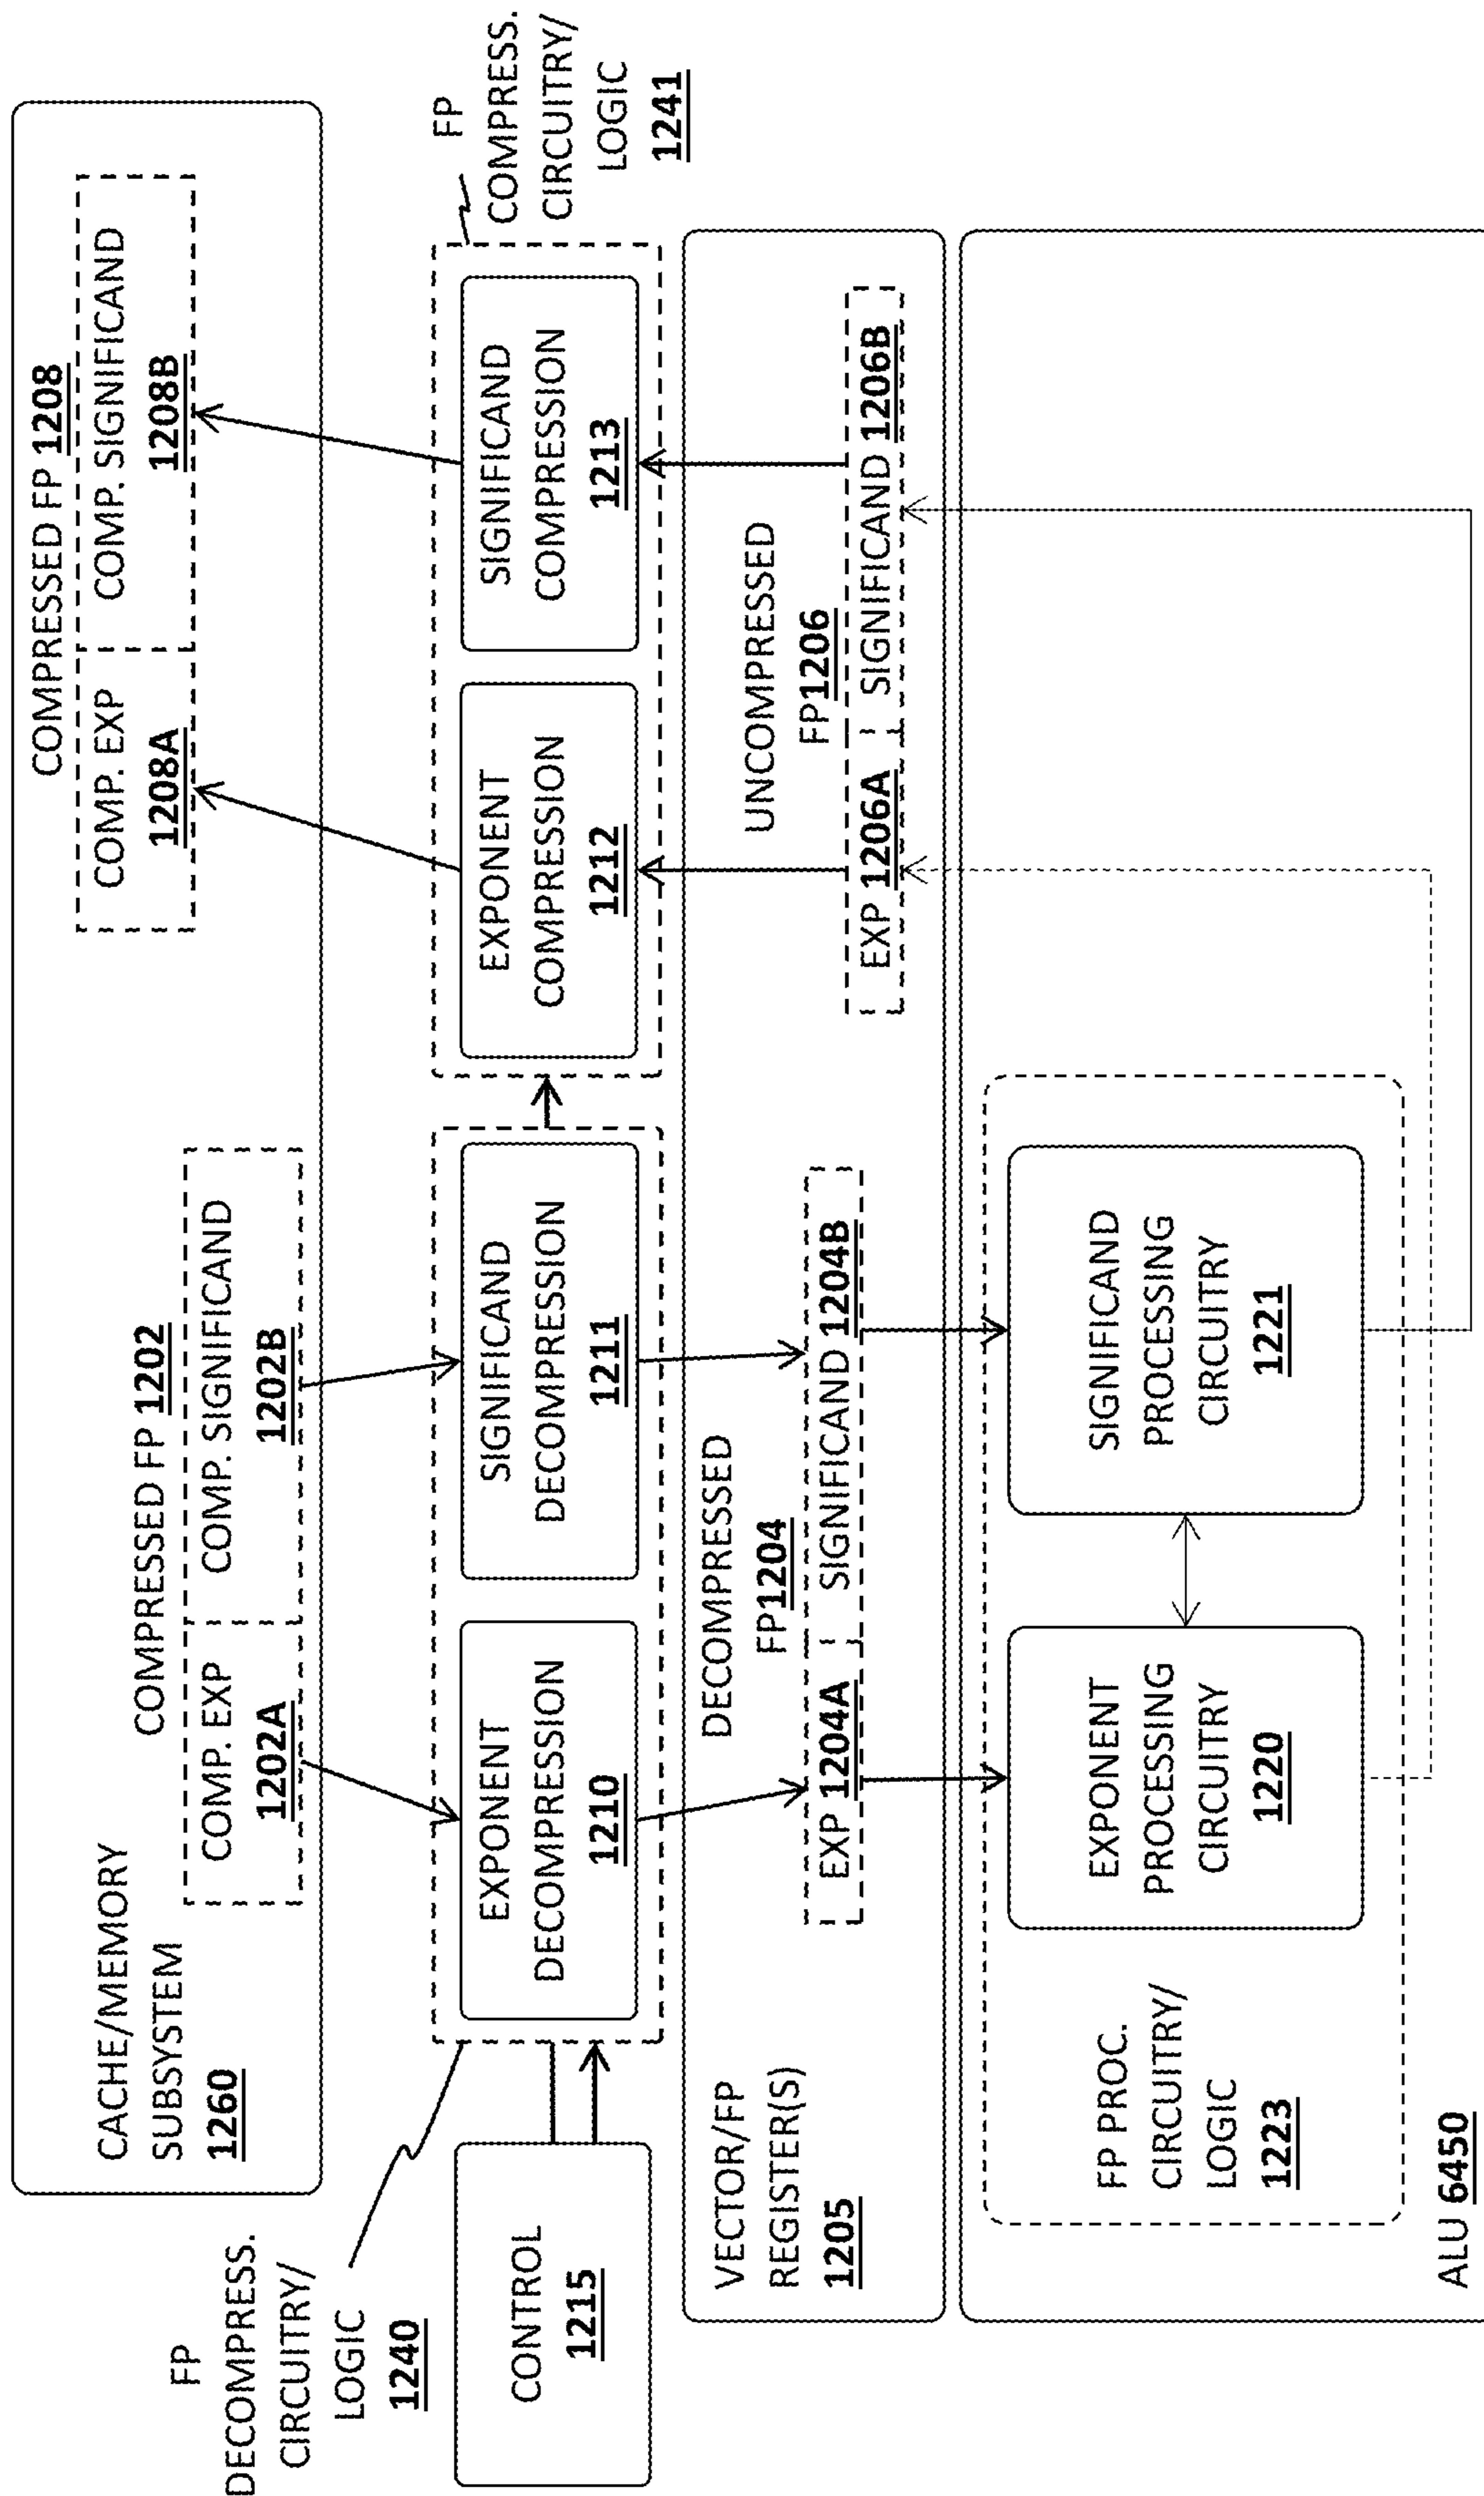 CACHE/MEMORY
SUBSYSTEM
1260
COMPRESSED FP 1202
COMP. EXP
1202A
COMP. SIGNIFICAND
1202B
COMPRESSED FP 1208
COMP. EXP
1208A
COMP. SIGNIFICAND
1208B
FP
DECOMPRESS.
CIRCUITRY/
LOGIC
1240
CONTROL
1215
EXPONENT
DECOMPRESSION
1210
SIGNIFICAND
DECOMPRESSION
1211
EXPONENT
COMPRESSION
1212
SIGNIFICAND
COMPRESSION
1213
FP
COMPRESS.
CIRCUITRY/
LOGIC
1241
VECTOR/FP
REGISTER(S)
1205
DECOMPRESSED
FP1204
EXP 1204A
SIGNIFICAND 1204B
UNCOMPRESSED
FP1206
EXP 1206A
SIGNIFICAND 1206B
FP PROC.
CIRCUITRY/
LOGIC
1223
EXPONENT
PROCESSING
CIRCUITRY
1220
SIGNIFICAND
PROCESSING
CIRCUITRY
1221
ALU 6450